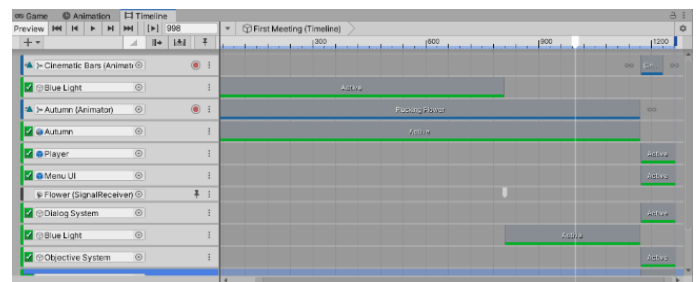 Game Animation Timeline
Preview 998 First Meeting (Timeline)
300 600 900 1200
Cinematic Bars (Animati
Blue Light Active
Autumn (Animator) Plucking Flower
Autumn Active
Player Active
Menu UI Active
Flower (SignalReceiver)
Dialog System Active
Blue Light Active
Objective System Active